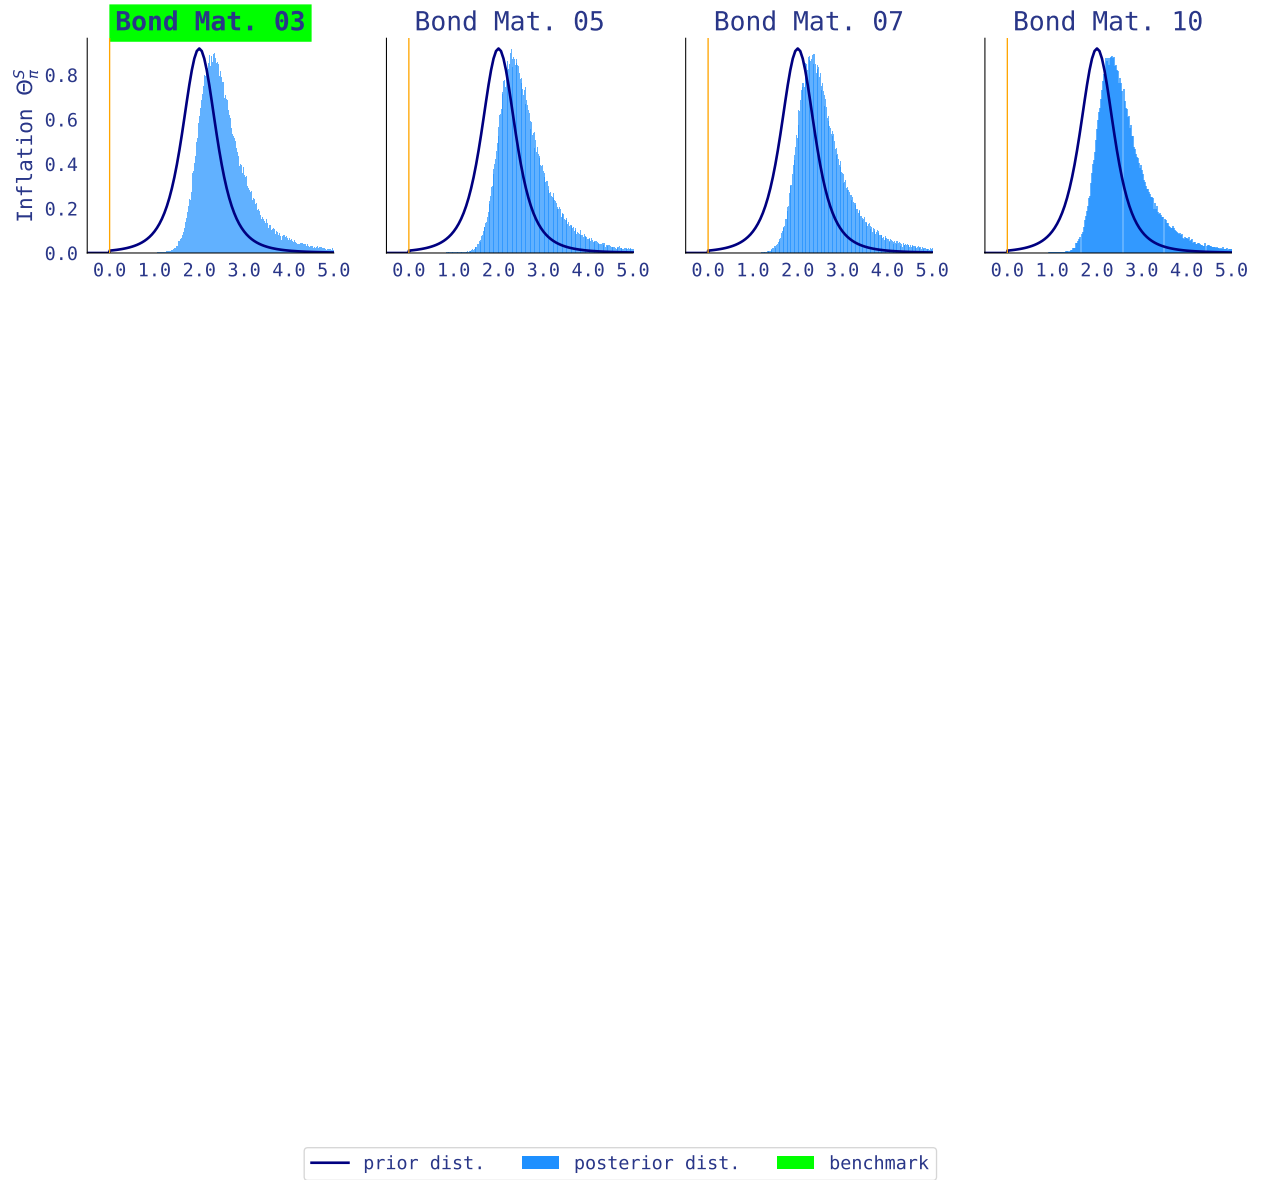 Bond Mat. 03 Bond Mat. 05 Bond Mat. 07 Bond Mat. 10
Inflation Θ_π^S
0.8
0.6
0.4
0.2
0.0
0.0 1.0 2.0 3.0 4.0 5.0 0.0 1.0 2.0 3.0 4.0 5.0 0.0 1.0 2.0 3.0 4.0 5.0 0.0 1.0 2.0 3.0 4.0 5.0
prior dist. posterior dist. benchmark